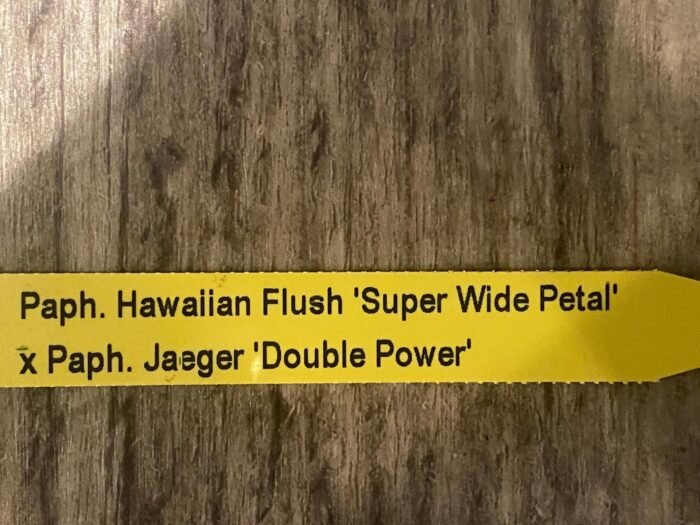 Paph. Hawaiian Flush 'Super Wide Petal'
x Paph. Jaeger 'Double Power'